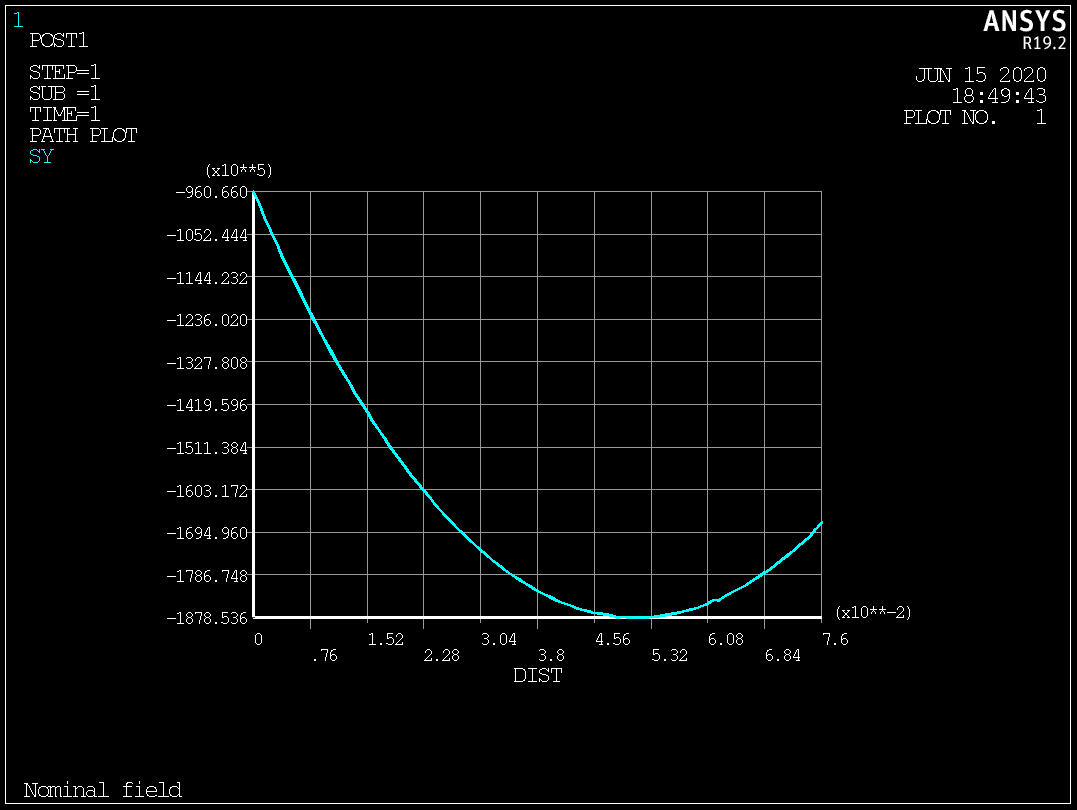 1
ANSYS
R19.2
POST1
STEP=1
SUB =1
TIME=1
PATH PLOT
SY
JUN 15 2020
18:49:43
PLOT NO. 1
(x10**5)
-960.660
-1052.444
-1144.232
-1236.020
-1327.808
-1419.596
-1511.384
-1603.172
-1694.960
-1786.748
-1878.536
(x10**-2)
0
.76
1.52
2.28
3.04
3.8
4.56
5.32
6.08
6.84
7.6
DIST
Nominal field